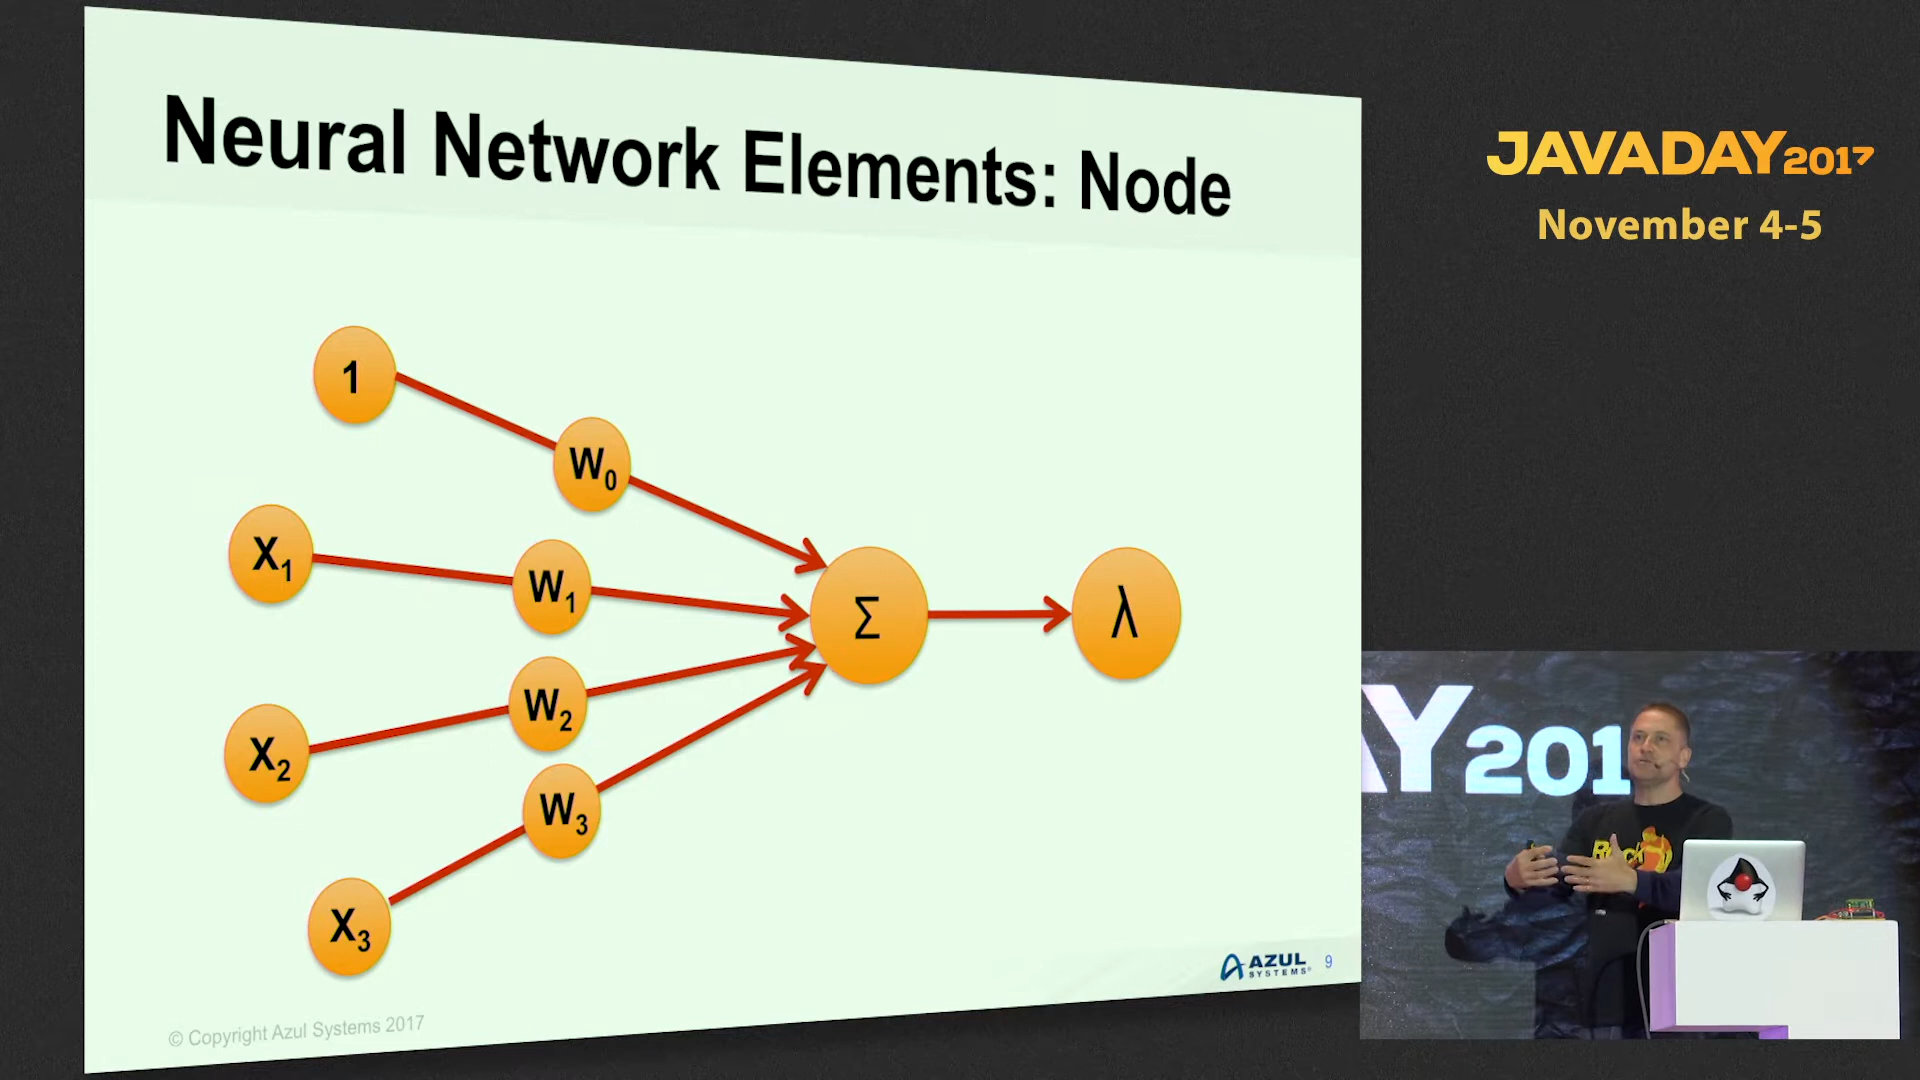 Neural Network Elements: Node
1
W0
X1
W1
Σ
λ
X2
W2
W3
X3
AZUL
SYSTEMS
9
© Copyright Azul Systems 2017
JAVADAY2017
November 4-5
AY201